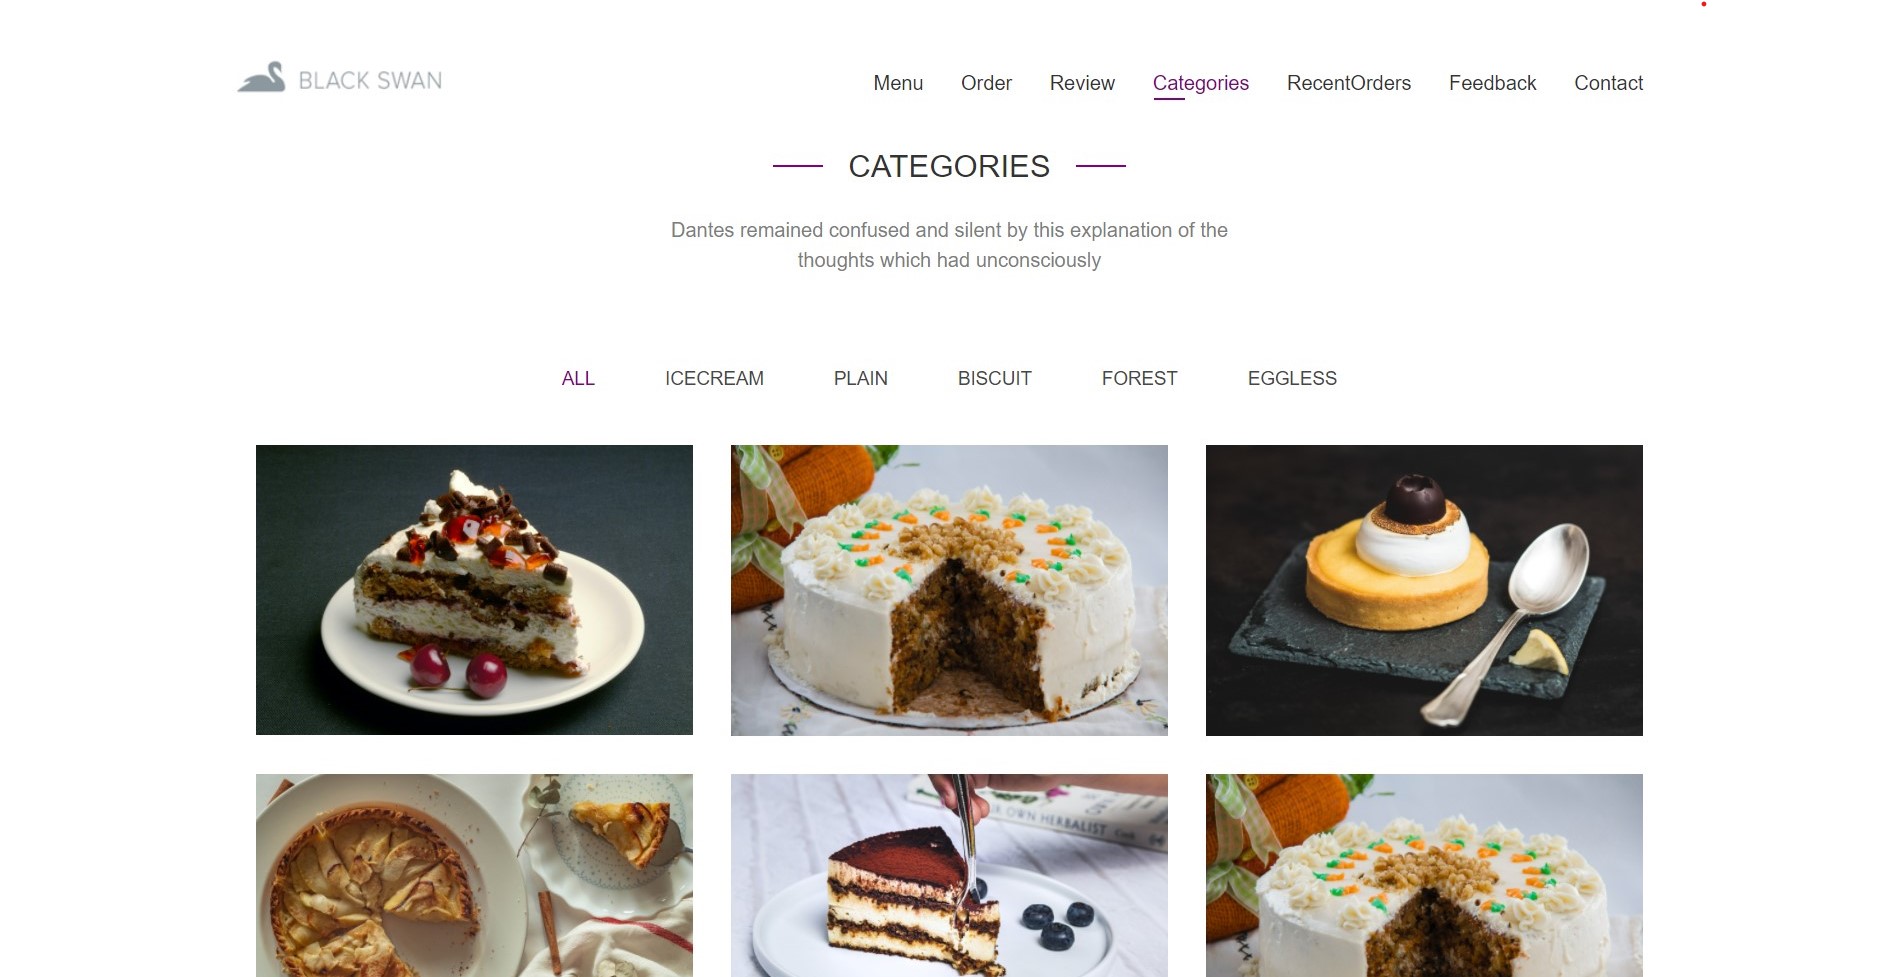 BLACK SWAN
Menu Order Review Categories RecentOrders Feedback Contact
CATEGORIES
Dantes remained confused and silent by this explanation of the
thoughts which had unconsciously
ALL ICECREAM PLAIN BISCUIT FOREST EGGLESS
OWN HERBALIST